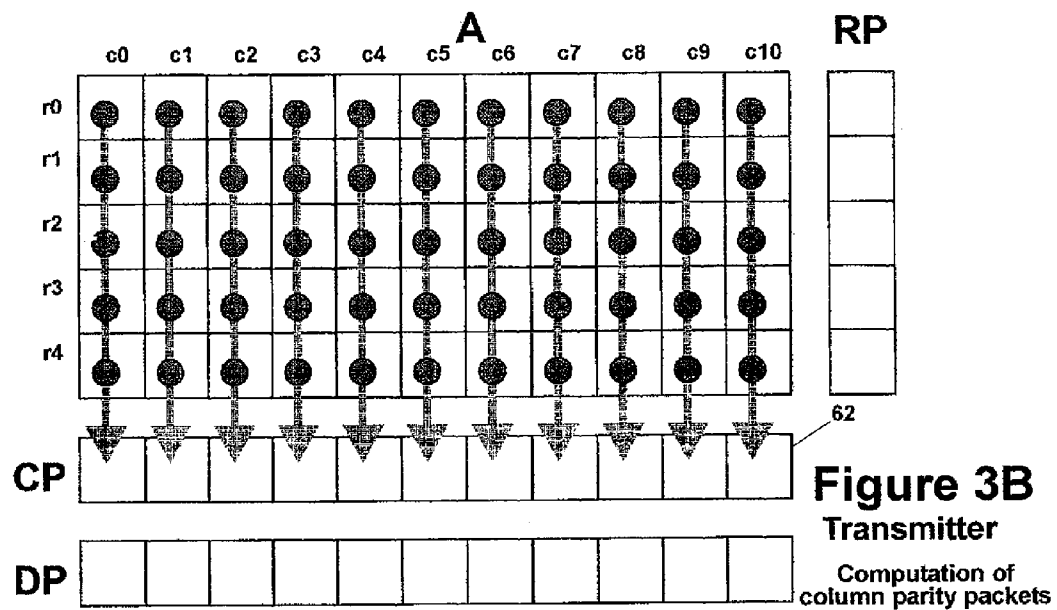 A
RP
c0 c1 c2 c3 c4 c5 c6 c7 c8 c9 c10
r0
r1
r2
r3
r4
62
CP
Figure 3B
Transmitter
DP
Computation of
column parity packets